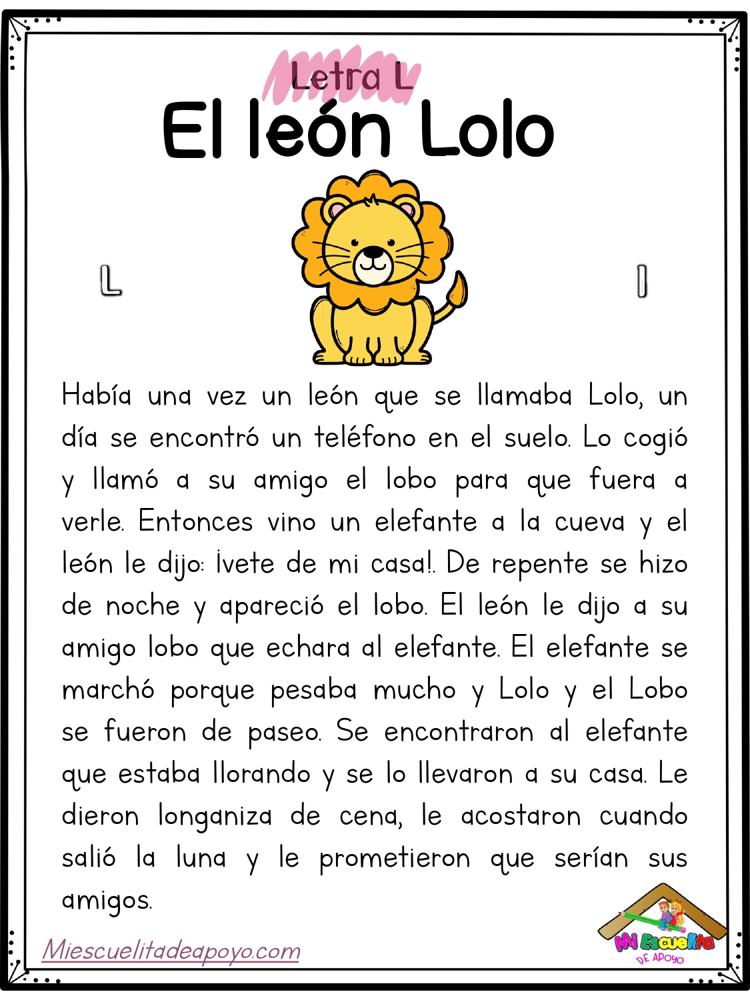 Letra L
El león Lolo
L
l
Había una vez un león que se llamaba Lolo, un
día se encontró un teléfono en el suelo. Lo cogió
y llamó a su amigo el lobo para que fuera a
verle. Entonces vino un elefante a la cueva y el
león le dijo: ¡vete de mi casa!. De repente se hizo
de noche y apareció el lobo. El león le dijo a su
amigo lobo que echara al elefante. El elefante se
marchó porque pesaba mucho y Lolo y el Lobo
se fueron de paseo. Se encontraron al elefante
que estaba llorando y se lo llevaron a su casa. Le
dieron longaniza de cena, le acostaron cuando
salió la luna y le prometieron que serían sus
amigos.
Miescuelitadeapoyo.com
Mi Escuelita
DE APOYO